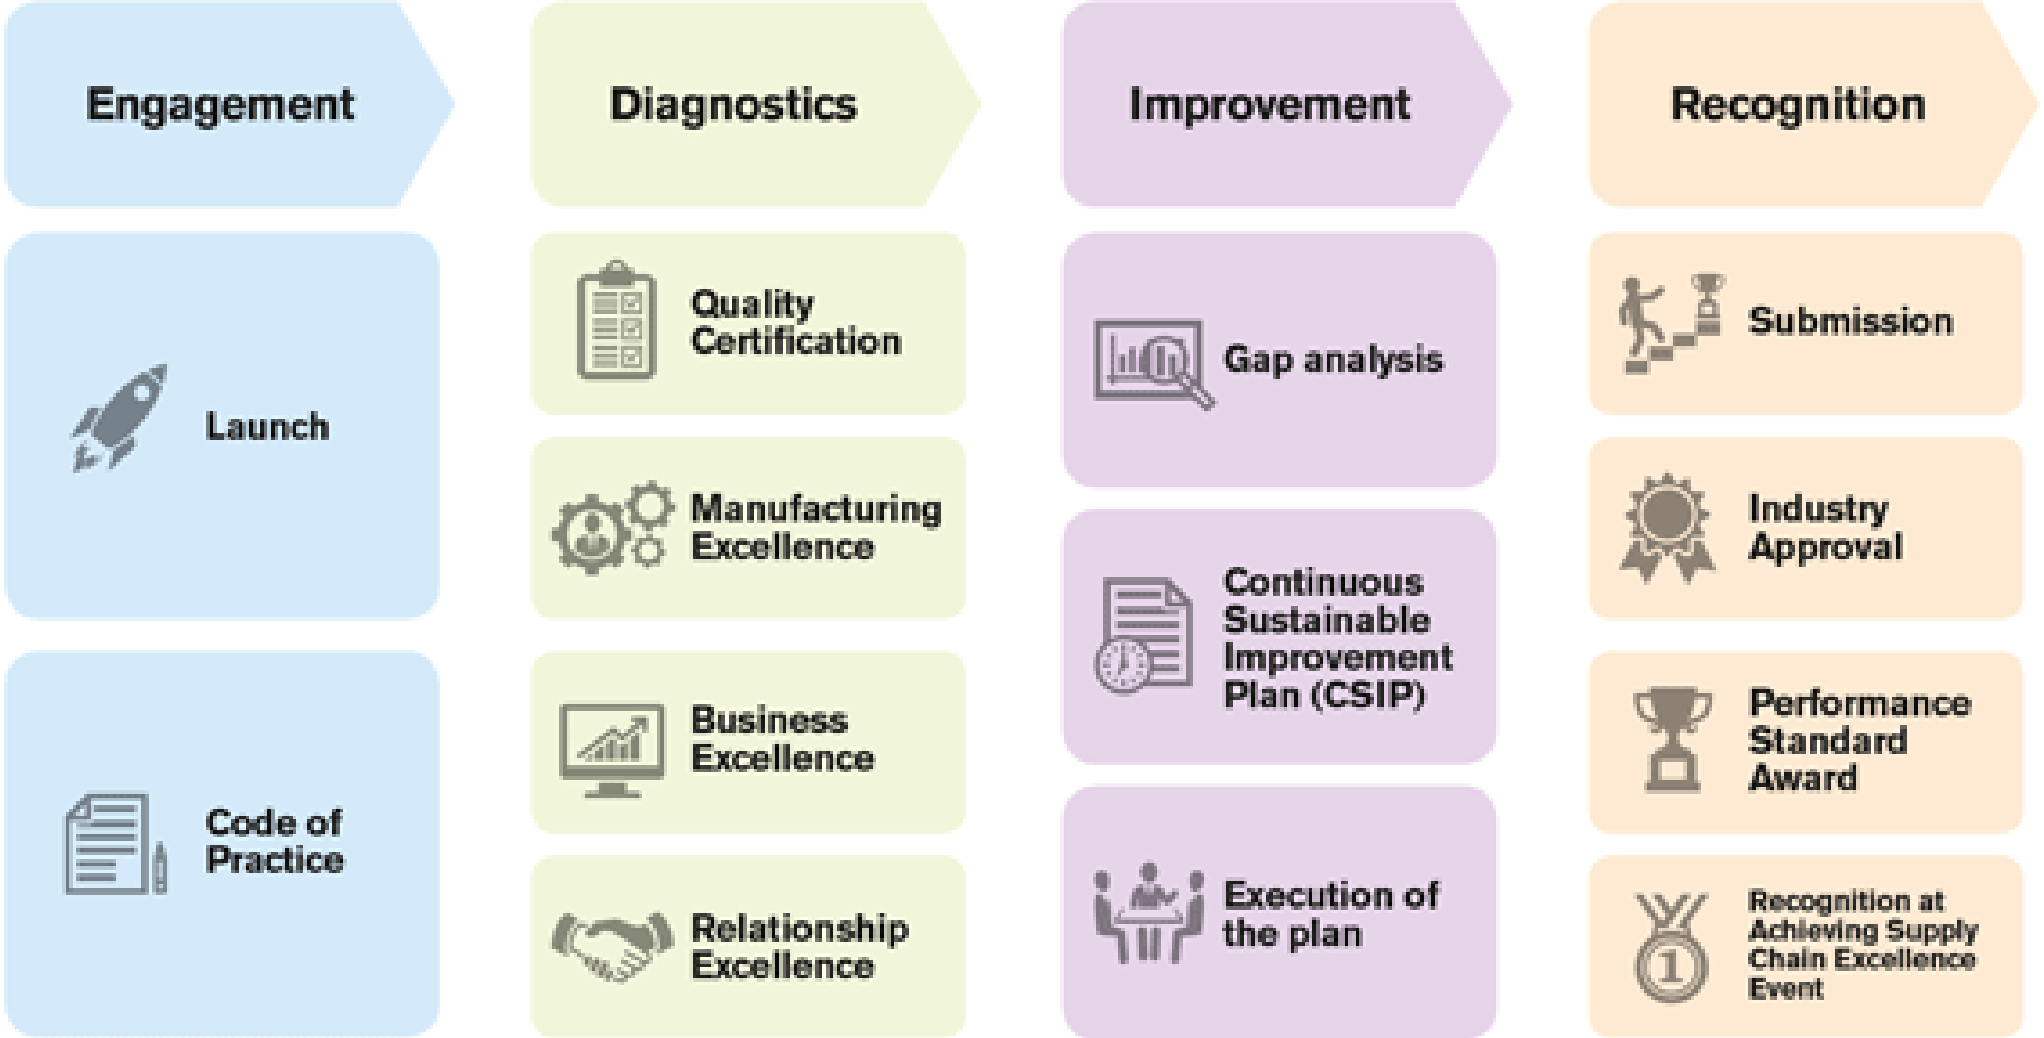 Engagement
Launch
Code of
Practice
Diagnostics
Quality
Certification
Manufacturing
Excellence
Business
Excellence
Relationship
Excellence
Improvement
Gap analysis
Continuous
Sustainable
Improvement
Plan (CSIP)
Execution of
the plan
Recognition
Submission
Industry
Approval
Performance
Standard
Award
1
Recognition at
Achieving Supply
Chain Excellence
Event